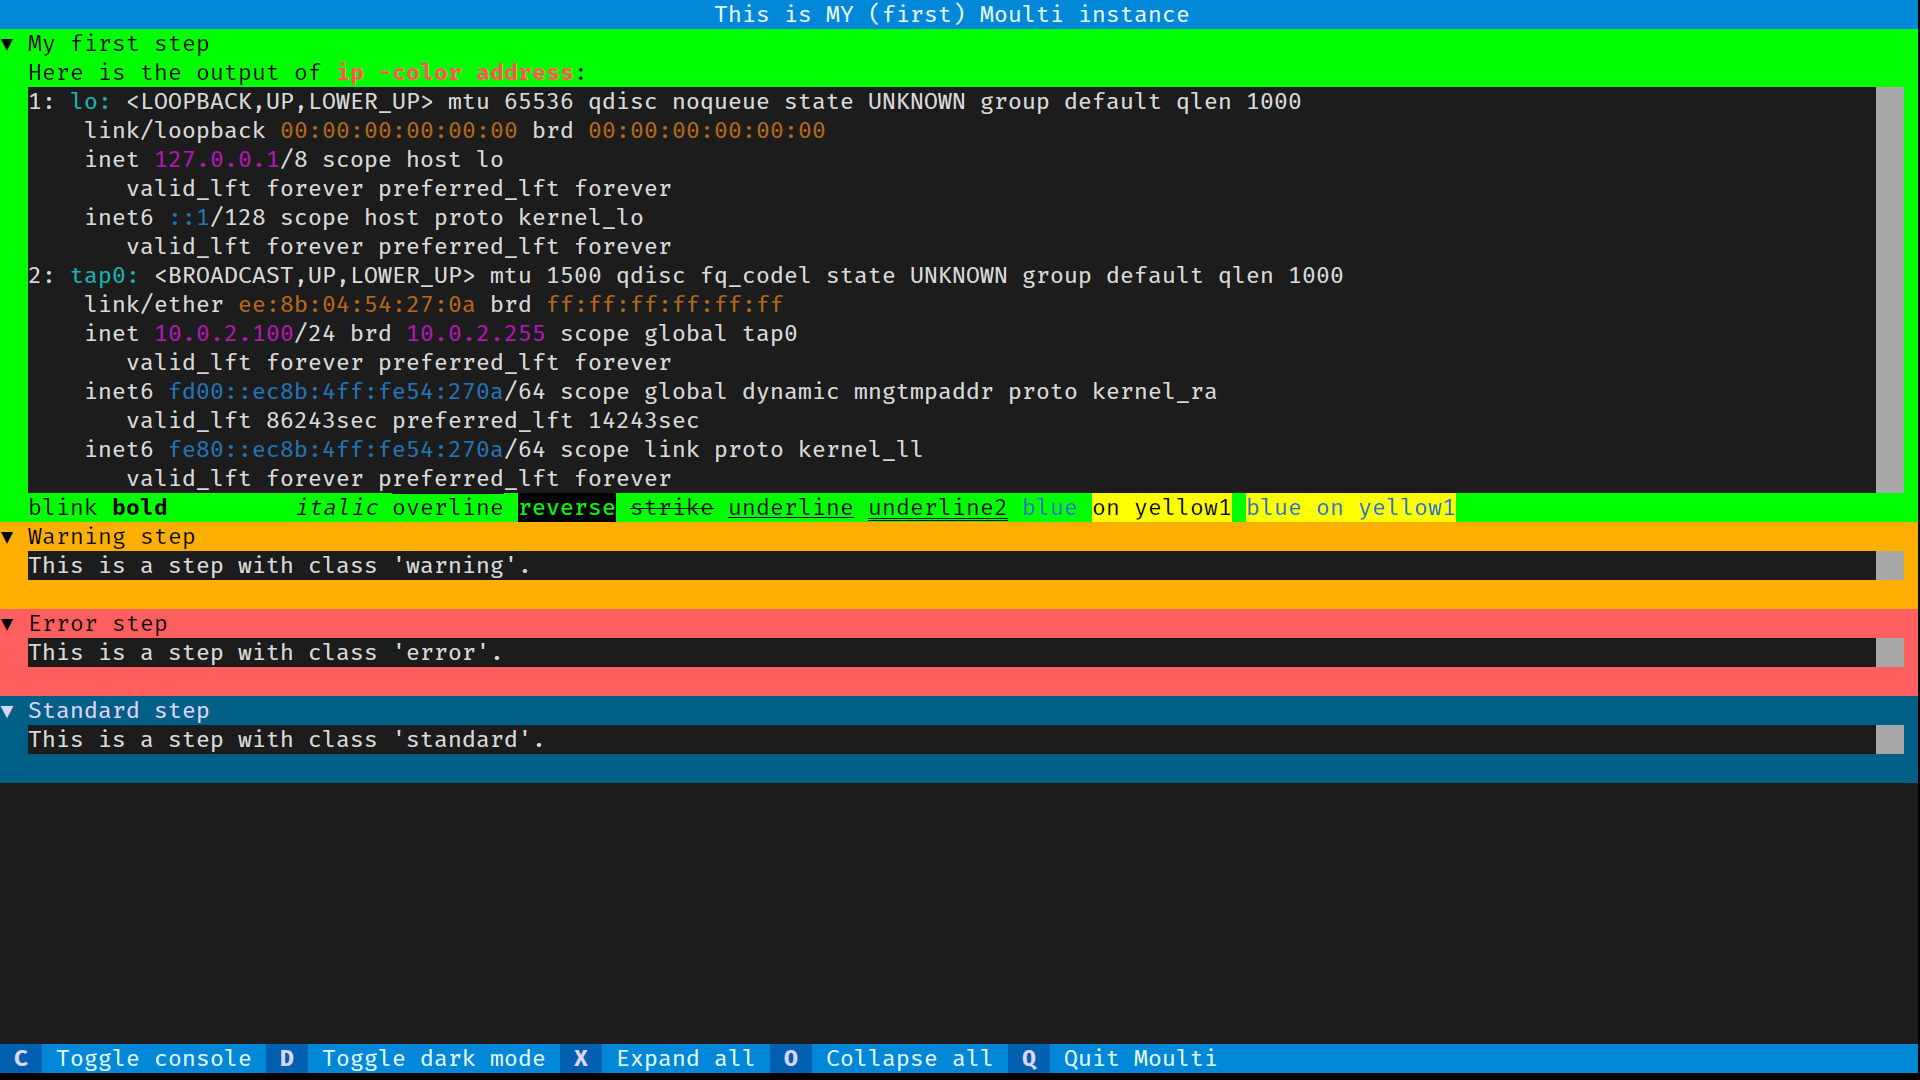 This is MY (first) Moulti instance
▼ My first step
Here is the output of ip -color address:
1: lo: <LOOPBACK,UP,LOWER_UP> mtu 65536 qdisc noqueue state UNKNOWN group default qlen 1000
    link/loopback 00:00:00:00:00:00 brd 00:00:00:00:00:00
    inet 127.0.0.1/8 scope host lo
       valid_lft forever preferred_lft forever
    inet6 ::1/128 scope host proto kernel_lo
       valid_lft forever preferred_lft forever
2: tap0: <BROADCAST,UP,LOWER_UP> mtu 1500 qdisc fq_codel state UNKNOWN group default qlen 1000
    link/ether ee:8b:04:54:27:0a brd ff:ff:ff:ff:ff:ff
    inet 10.0.2.100/24 brd 10.0.2.255 scope global tap0
       valid_lft forever preferred_lft forever
    inet6 fd00::ec8b:4ff:fe54:270a/64 scope global dynamic mngtmpaddr proto kernel_ra
       valid_lft 86243sec preferred_lft 14243sec
    inet6 fe80::ec8b:4ff:fe54:270a/64 scope link proto kernel_ll
       valid_lft forever preferred_lft forever
blink bold italic overline reverse strike underline underline2 blue on yellow1 blue on yellow1
▼ Warning step
This is a step with class 'warning'.
▼ Error step
This is a step with class 'error'.
▼ Standard step
This is a step with class 'standard'.
C Toggle console D Toggle dark mode X Expand all O Collapse all Q Quit Moulti